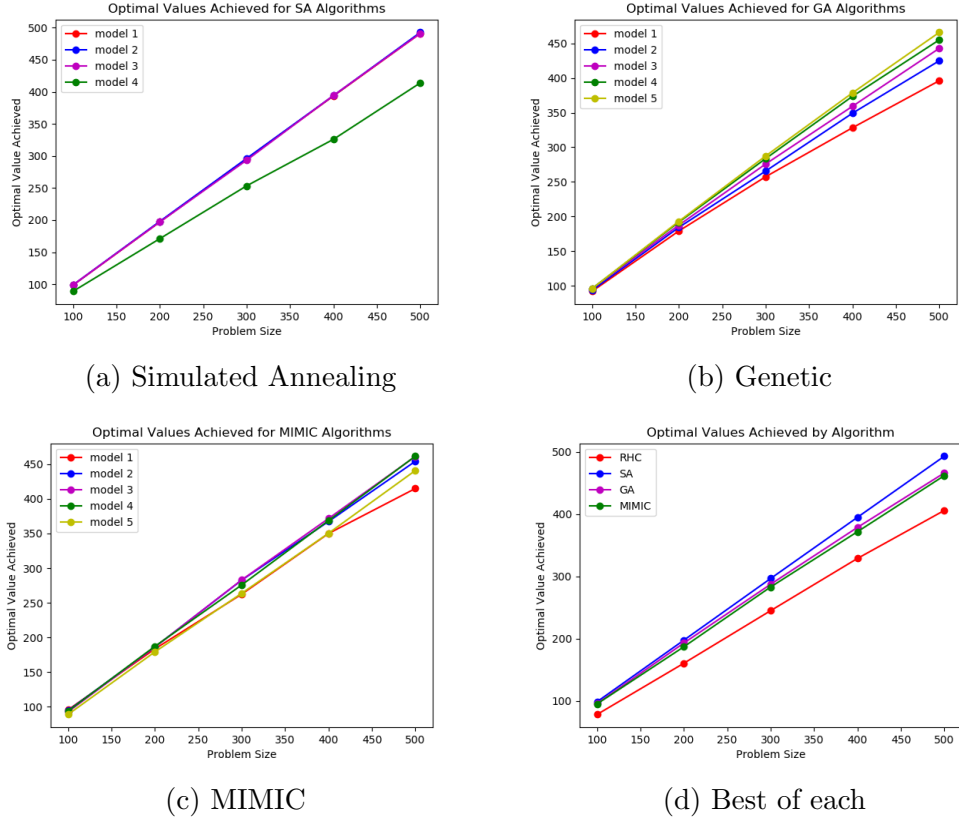 Optimal Values Achieved for SA Algorithms
Optimal Value Achieved
500
450
400
350
300
250
200
150
100
model 1
model 2
model 3
model 4
100 150 200 250 300 350 400 450 500
Problem Size
(a) Simulated Annealing
Optimal Values Achieved for GA Algorithms
Optimal Value Achieved
450
400
350
300
250
200
150
100
model 1
model 2
model 3
model 4
model 5
100 150 200 250 300 350 400 450 500
Problem Size
(b) Genetic
Optimal Values Achieved for MIMIC Algorithms
Optimal Value Achieved
450
400
350
300
250
200
150
100
model 1
model 2
model 3
model 4
model 5
100 150 200 250 300 350 400 450 500
Problem Size
(c) MIMIC
Optimal Values Achieved by Algorithm
Optimal Value Achieved
500
400
300
200
100
RHC
SA
GA
MIMIC
100 150 200 250 300 350 400 450 500
Problem Size
(d) Best of each